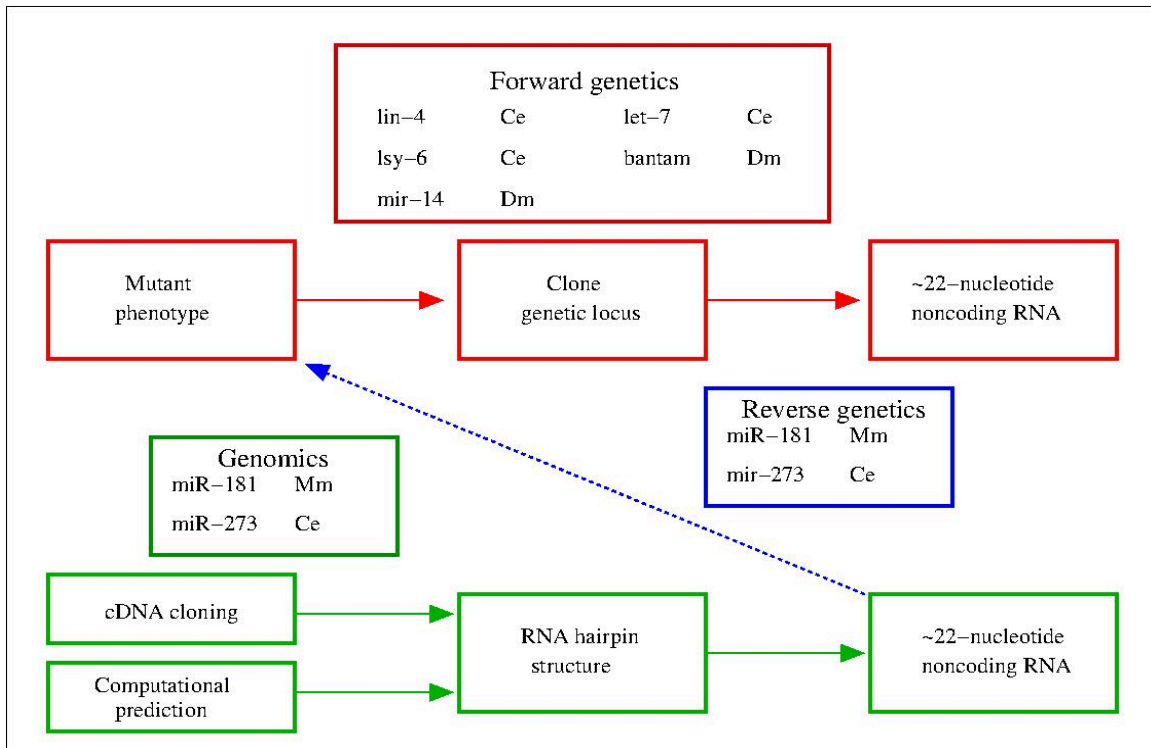 Forward genetics
lin−4 Ce let−7 Ce
lsy−6 Ce bantam Dm
mir−14 Dm
Mutant
phenotype
Clone
genetic locus
~22−nucleotide
noncoding RNA
Reverse genetics
miR−181 Mm
mir−273 Ce
Genomics
miR−181 Mm
miR−273 Ce
cDNA cloning
Computational
prediction
RNA hairpin
structure
~22−nucleotide
noncoding RNA